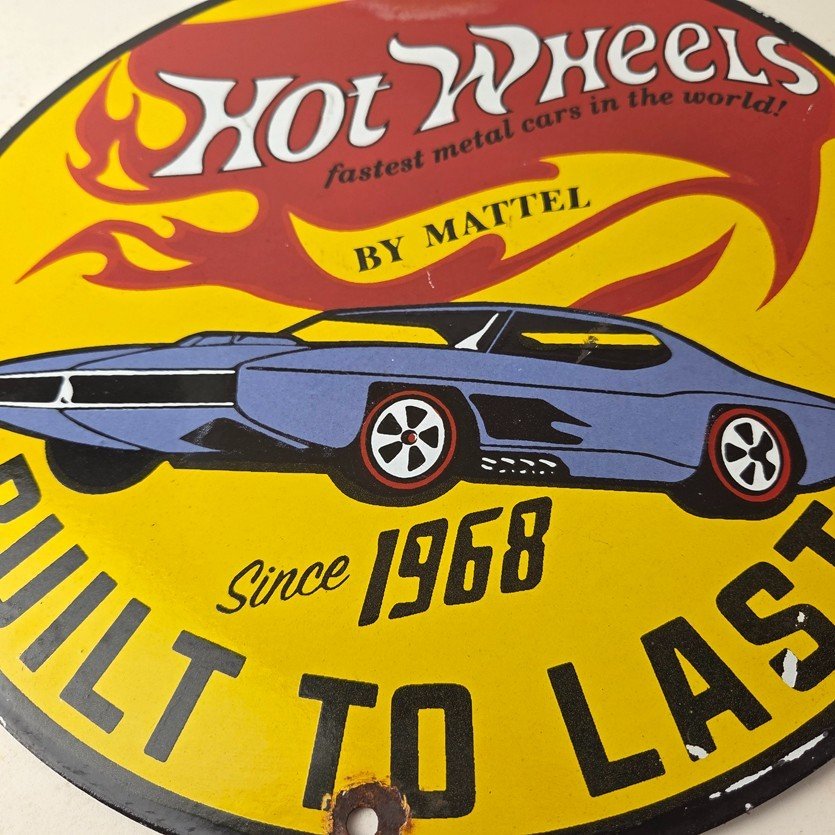 Hot Wheels
fastest metal cars in the world!
BY MATTEL
Since 1968
BUILT TO LAST